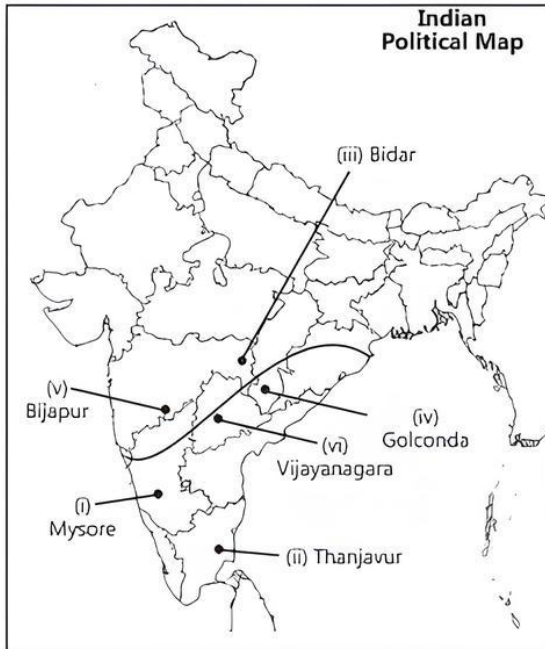 Indian
Political Map
(iii) Bidar
(v)
Bijapur
(iv)
Golconda
(vi)
Vijayanagara
(i)
Mysore
(ii) Thanjavur